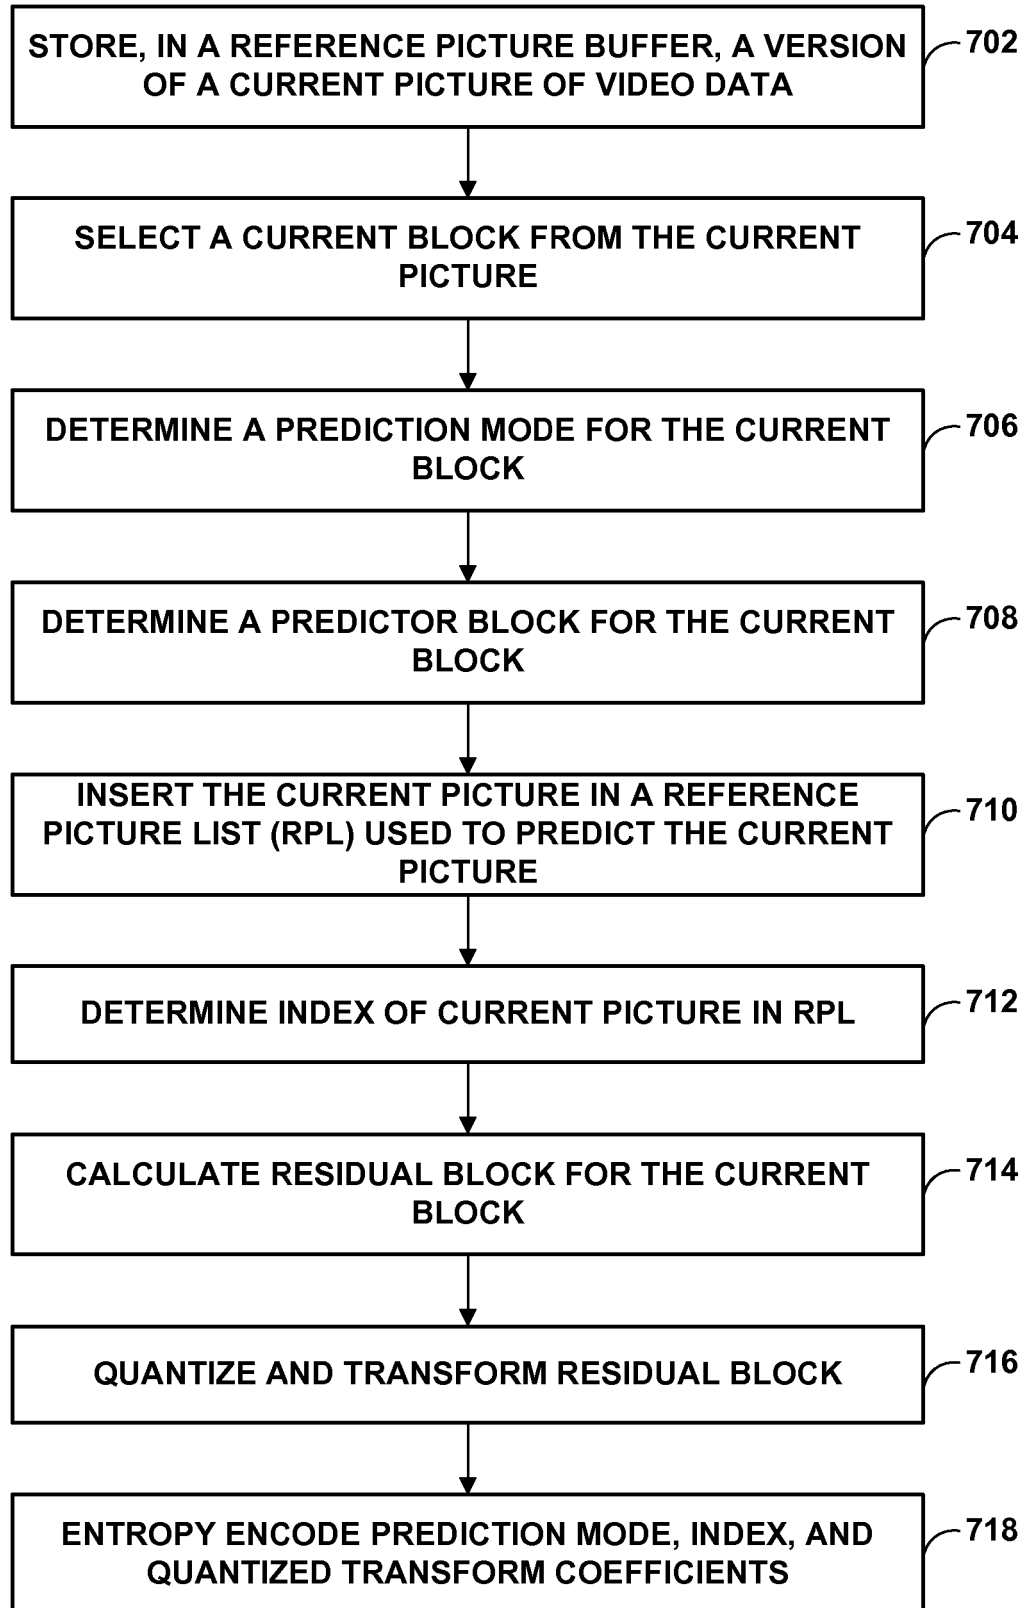 STORE, IN A REFERENCE PICTURE BUFFER, A VERSION
OF A CURRENT PICTURE OF VIDEO DATA
702
SELECT A CURRENT BLOCK FROM THE CURRENT
PICTURE
704
DETERMINE A PREDICTION MODE FOR THE CURRENT
BLOCK
706
DETERMINE A PREDICTOR BLOCK FOR THE CURRENT
BLOCK
708
INSERT THE CURRENT PICTURE IN A REFERENCE
PICTURE LIST (RPL) USED TO PREDICT THE CURRENT
PICTURE
710
DETERMINE INDEX OF CURRENT PICTURE IN RPL
712
CALCULATE RESIDUAL BLOCK FOR THE CURRENT
BLOCK
714
QUANTIZE AND TRANSFORM RESIDUAL BLOCK
716
ENTROPY ENCODE PREDICTION MODE, INDEX, AND
QUANTIZED TRANSFORM COEFFICIENTS
718